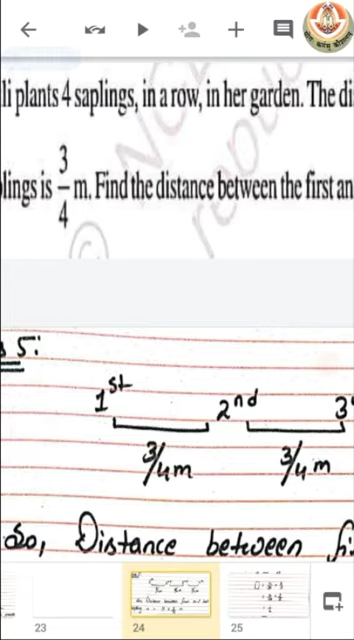 li plants 4 saplings, in a row, in her garden. The di
3
lings is — m. Find the distance between the first an
4
5:
1st 2nd 3
3/4m 3/4m
So, Distance between fi
23 24 25